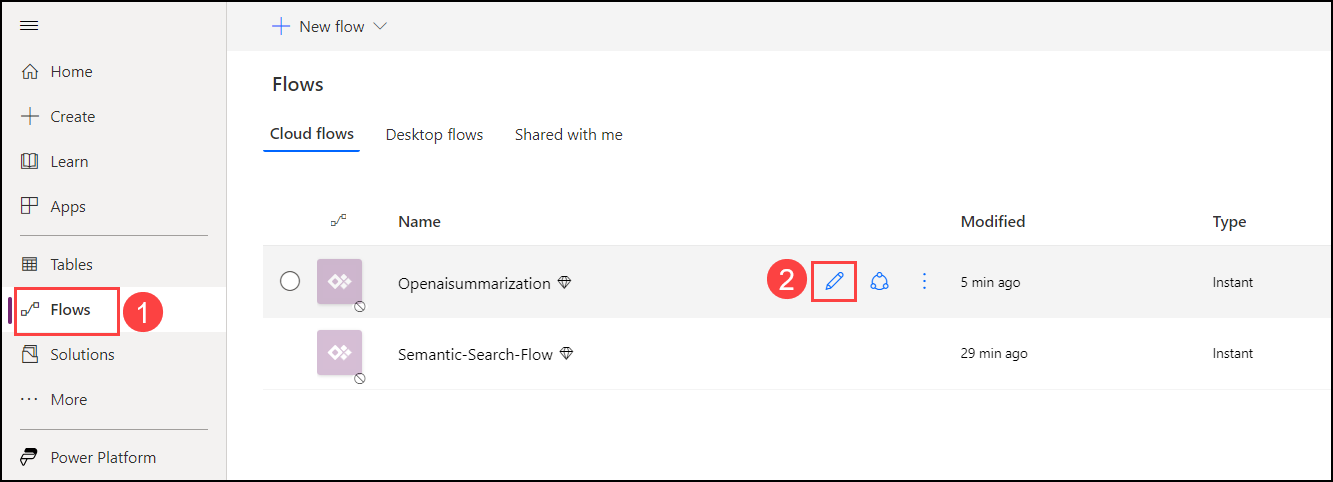 New flow
Home
Create
Learn
Apps
Tables
Flows 1
Solutions
More
Power Platform
Flows
Cloud flows Desktop flows Shared with me
Name Modified Type
Openaisummarization 2 5 min ago Instant
Semantic-Search-Flow 29 min ago Instant